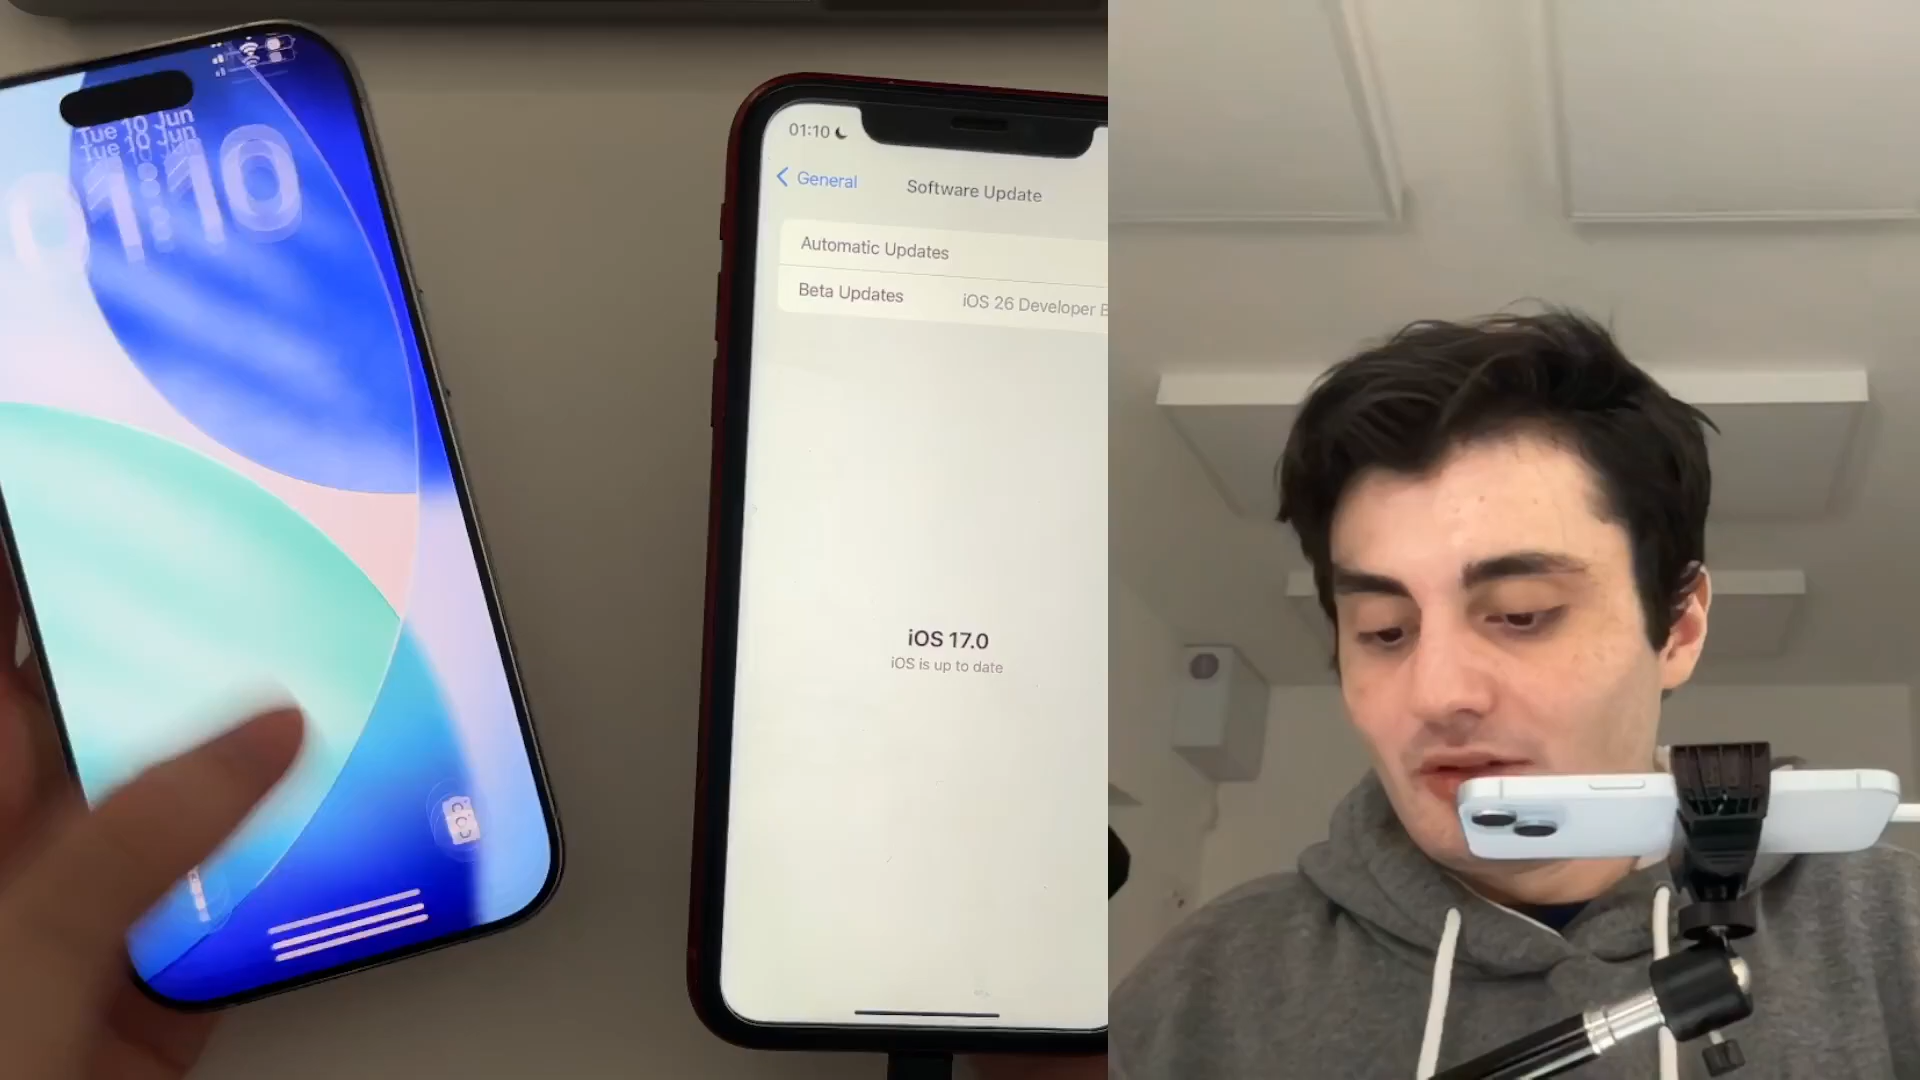 Tue 10 Jun
Tue 10 Jun
01:10
01:10
General
Software Update
Automatic Updates
Beta Updates
iOS 26 Developer B
iOS 17.0
iOS is up to date